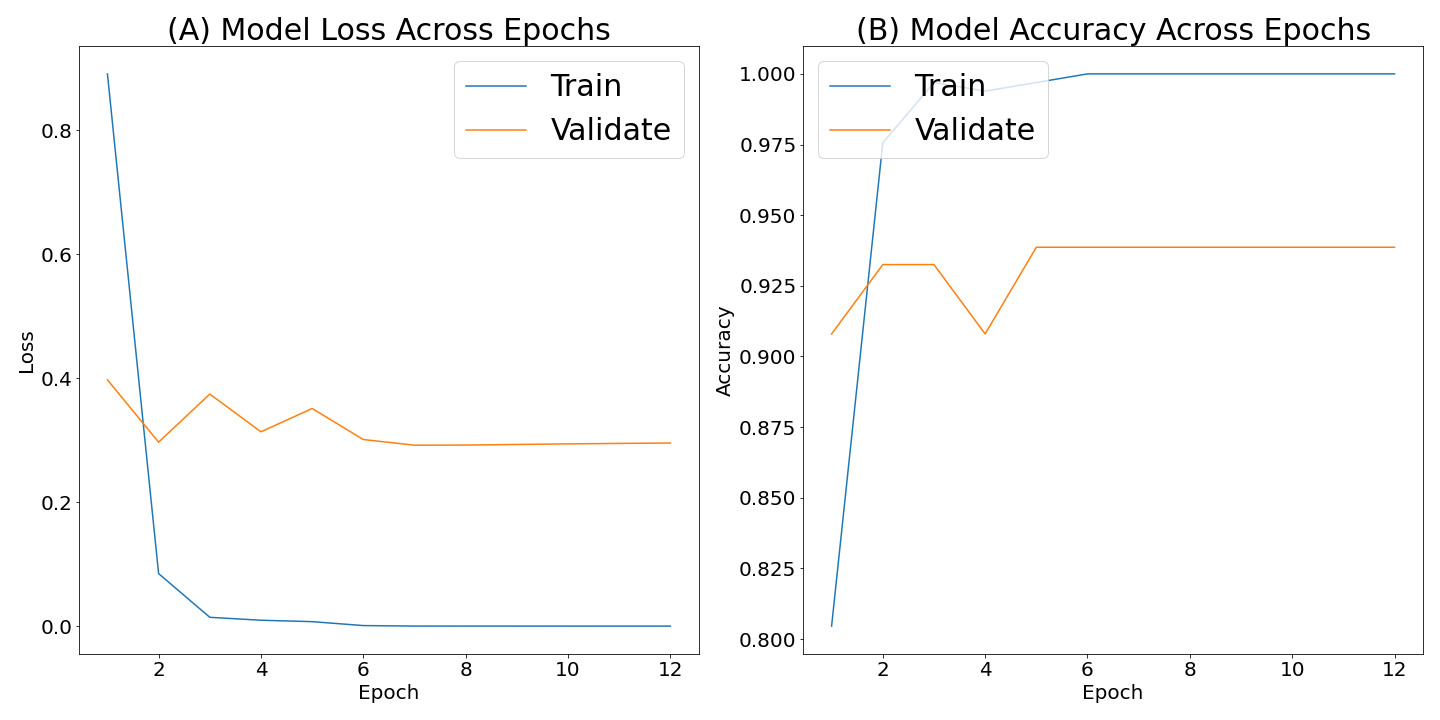 (A) Model Loss Across Epochs
Train
Validate
0.8
0.6
0.4
0.2
0.0
Loss
2 4 6 8 10 12
Epoch
(B) Model Accuracy Across Epochs
Train
Validate
1.000
0.975
0.950
0.925
0.900
0.875
0.850
0.825
0.800
Accuracy
2 4 6 8 10 12
Epoch